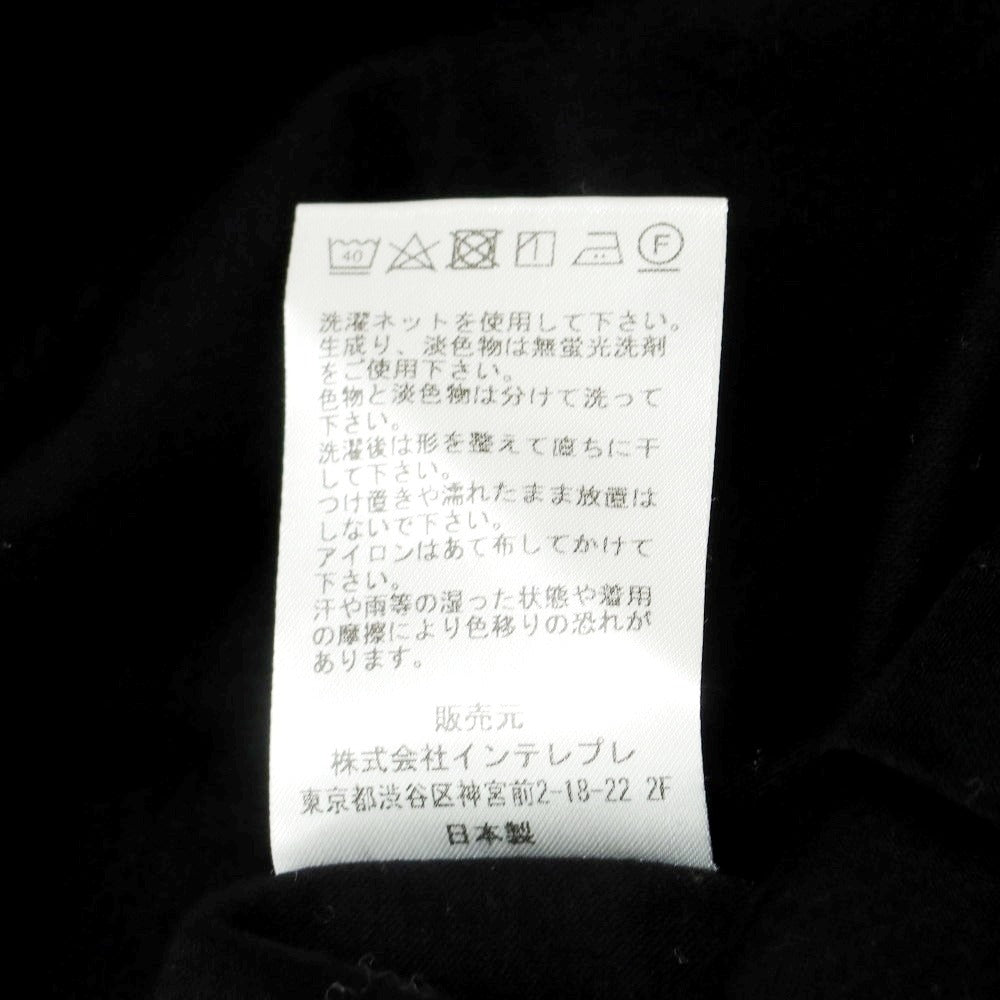 40 F
洗濯ネットを使用して下さい。
生成り、淡色物は無蛍光洗剤
をご使用下さい。
色物と淡色物は分けて洗って
下さい。
洗濯後は形を整えて直ちに干
して下さい。
つけ置きや濡れたまま放置は
しないで下さい。
アイロンはあて布してかけて
下さい。
汗や雨等の湿った状態や着用
の摩擦により色移りの恐れが
あります。
販売元
株式会社インテレプレ
東京都渋谷区神宮前2-18-22 2F
日本製